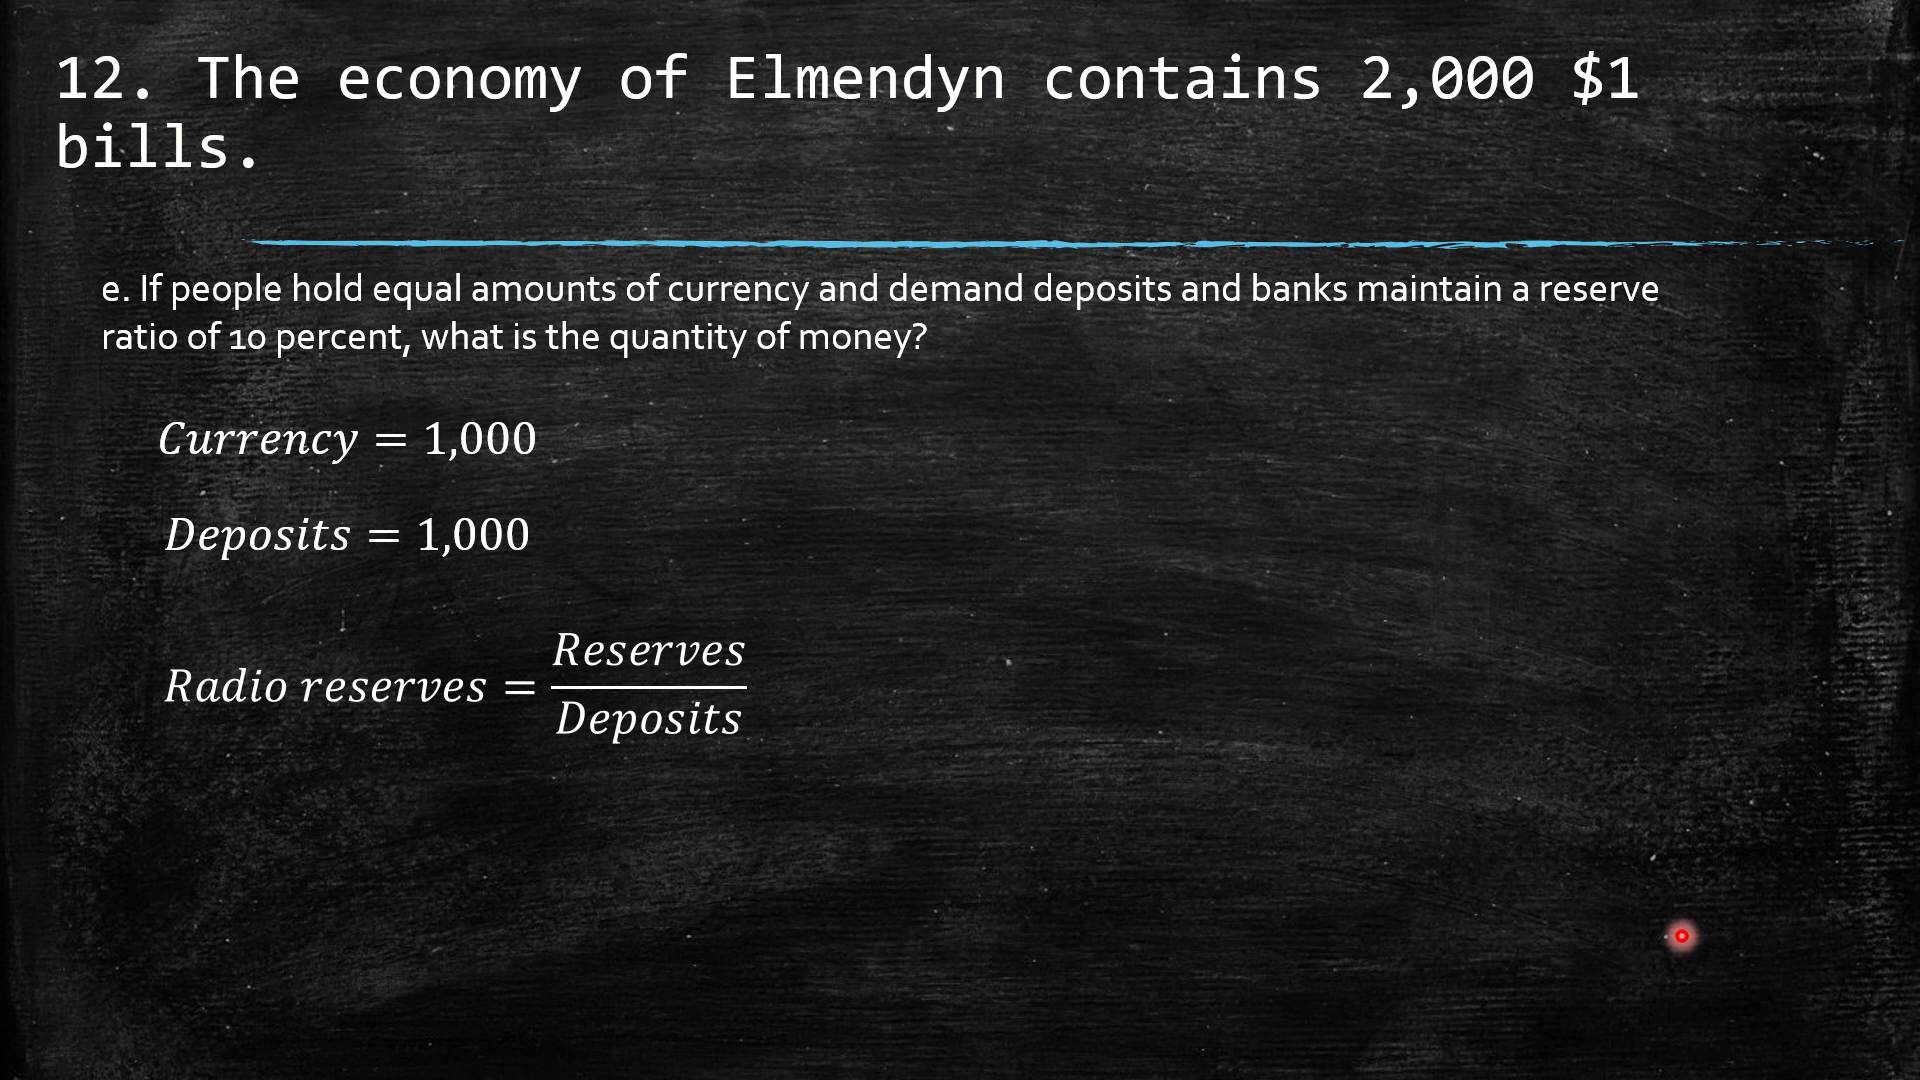 12. The economy of Elmendyn contains 2,000 $1
bills.
e. If people hold equal amounts of currency and demand deposits and banks maintain a reserve
ratio of 10 percent, what is the quantity of money?
Currency = 1,000
Deposits = 1,000
Radio reserves = Reserves / Deposits